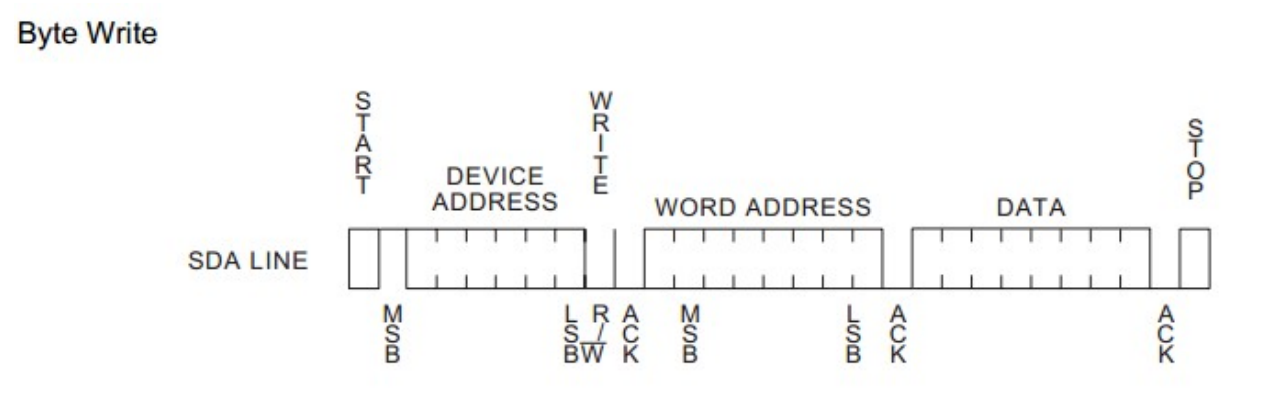 Byte Write
START
WRITE
STOP
DEVICE
ADDRESS
WORD ADDRESS
DATA
SDA LINE
MSB
LSB
R/W
ACK
MSB
LSB
ACK
ACK